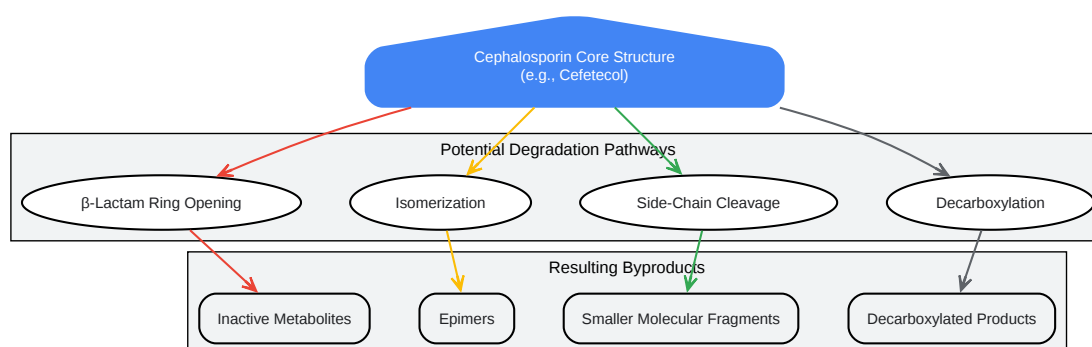 Cephalosporin Core Structure
(e.g., Cefetecol)
Potential Degradation Pathways
β-Lactam Ring Opening
Isomerization
Side-Chain Cleavage
Decarboxylation
Resulting Byproducts
Inactive Metabolites
Epimers
Smaller Molecular Fragments
Decarboxylated Products